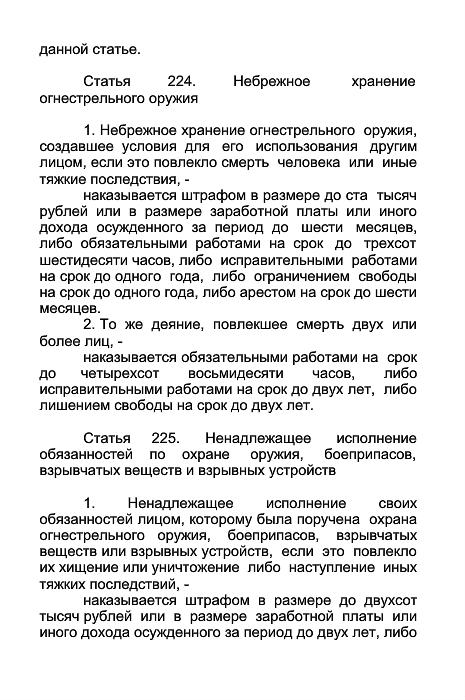 данной статье.
Статья 224. Небрежное хранение
огнестрельного оружия
1. Небрежное хранение огнестрельного оружия,
создавшее условия для его использования другим
лицом, если это повлекло смерть человека или иные
тяжкие последствия, -
наказывается штрафом в размере до ста тысяч
рублей или в размере заработной платы или иного
дохода осужденного за период до шести месяцев,
либо обязательными работами на срок до трехсот
шестидесяти часов, либо исправительными работами
на срок до одного года, либо ограничением свободы
на срок до одного года, либо арестом на срок до шести
месяцев.
2. То же деяние, повлекшее смерть двух или
более лиц, -
наказывается обязательными работами на срок
до четырехсот восьмидесяти часов, либо
исправительными работами на срок до двух лет, либо
лишением свободы на срок до двух лет.
Статья 225. Ненадлежащее исполнение
обязанностей по охране оружия, боеприпасов,
взрывчатых веществ и взрывных устройств
1. Ненадлежащее исполнение своих
обязанностей лицом, которому была поручена охрана
огнестрельного оружия, боеприпасов, взрывчатых
веществ или взрывных устройств, если это повлекло
их хищение или уничтожение либо наступление иных
тяжких последствий, -
наказывается штрафом в размере до двухсот
тысяч рублей или в размере заработной платы или
иного дохода осужденного за период до двух лет, либо